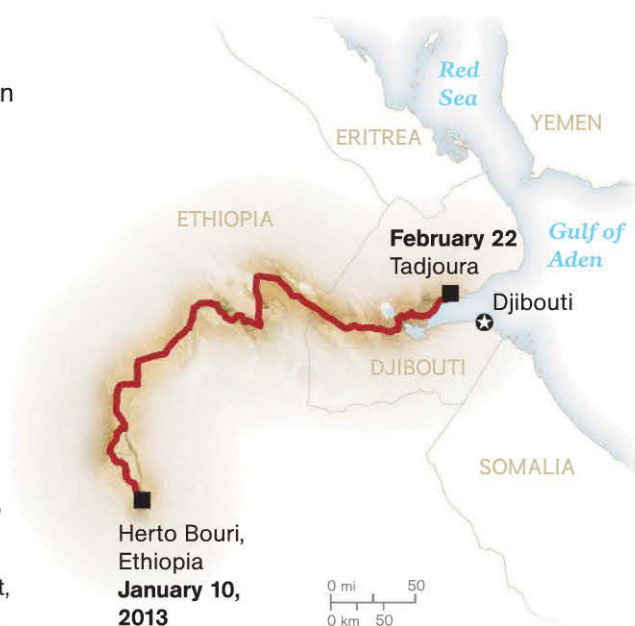 n
Red
Sea
YEMEN
ERITREA
ETHIOPIA
Gulf of
Aden
February 22
Tadjoura
Djibouti
DJIBOUTI
SOMALIA
Herto Bouri,
Ethiopia
January 10,
2013
t,
0 mi 50
0 km 50